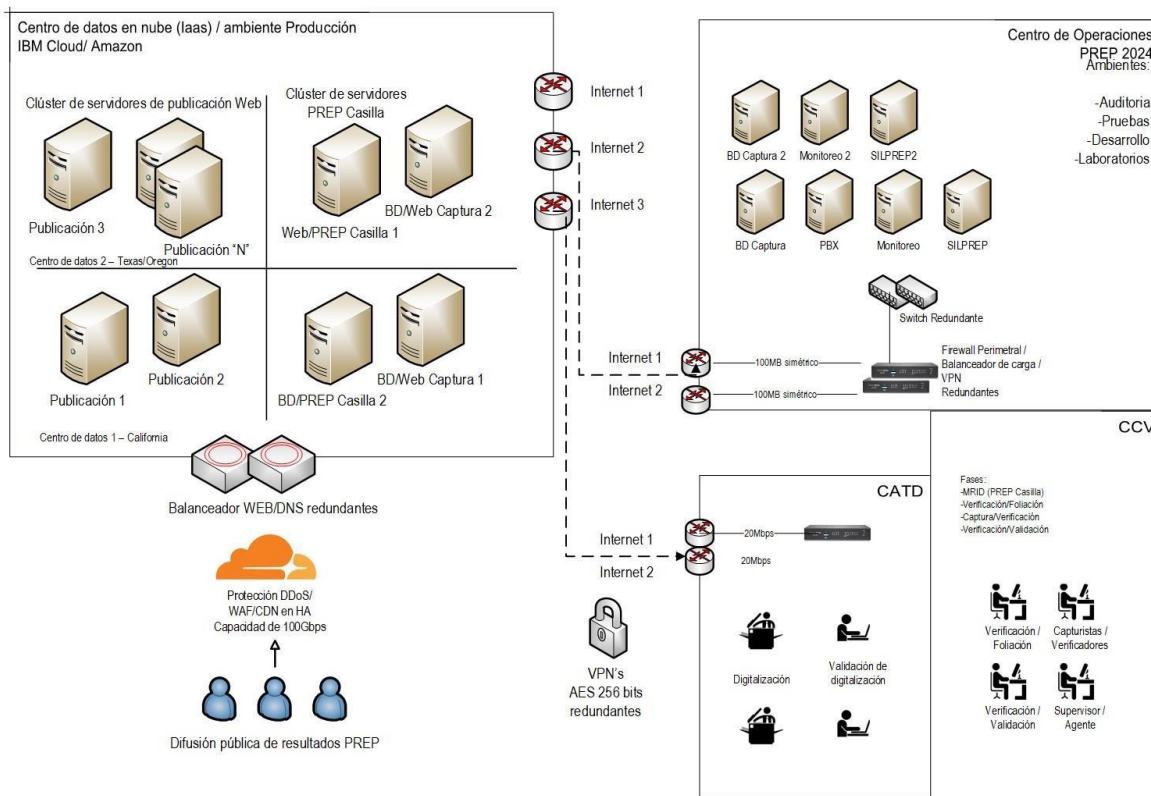 Centro de datos en nube (Iaas) / ambiente Producción
IBM Cloud/ Amazon
Clúster de servidores de publicación Web
Clúster de servidores
PREP Casilla
Publicación 3
Publicación “N”
Web/PREP Casilla 1
BD/Web Captura 2
Centro de datos 2 – Texas/Oregon
Publicación 1
Publicación 2
BD/PREP Casilla 2
BD/Web Captura 1
Centro de datos 1 – California
Internet 1
Internet 2
Internet 3
Balanceador WEB/DNS redundantes
Protección DDoS/
WAF/CDN en HA
Capacidad de 100Gbps
Difusión pública de resultados PREP
Centro de Operaciones
PREP 2024
Ambientes:
-Auditoria
-Pruebas
-Desarrollo
-Laboratorios
BD Captura 2
Monitoreo 2
SILPREP2
BD Captura
PBX
Monitoreo
SILPREP
Switch Redundante
Internet 1
Internet 2
100MB simétrico
100MB simétrico
Firewall Perimetral /
Balanceador de carga /
VPN
Redundantes
Internet 1
Internet 2
VPN's
AES 256 bits
redundantes
CATD
20Mbps
20Mbps
Digitalización
Validación de
digitalización
CCV
Fases:
-MRID (PREP Casilla)
-Verificación/Foliación
-Captura/Verificación
-Verificación/Validación
Verificación /
Foliación
Capturistas /
Verificadores
Verificación /
Validación
Supervisor /
Agente